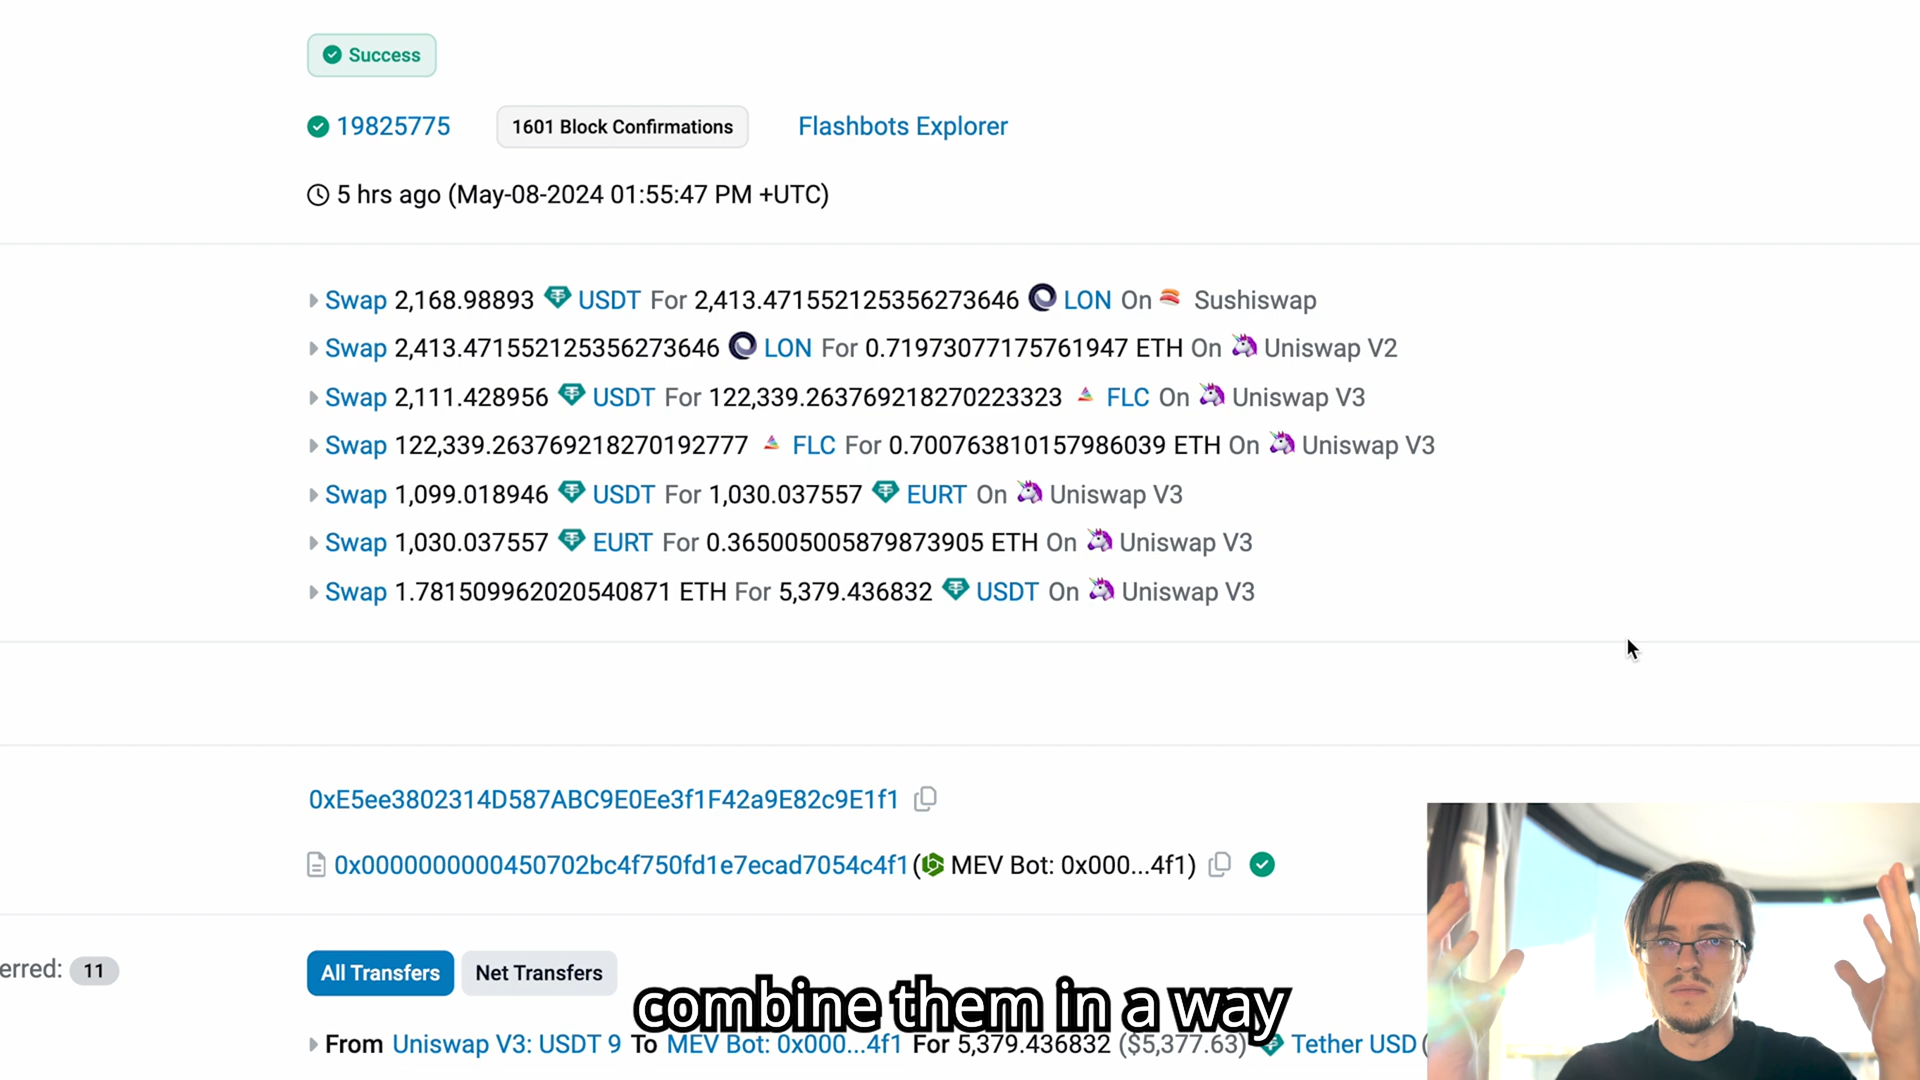 Success
19825775 1601 Block Confirmations Flashbots Explorer
5 hrs ago (May-08-2024 01:55:47 PM +UTC)
Swap 2,168.98893 USDT For 2,413.471552125356273646 LON On Sushiswap
Swap 2,413.471552125356273646 LON For 0.71973077175761947 ETH On Uniswap V2
Swap 2,111.428956 USDT For 122,339.263769218270223323 FLC On Uniswap V3
Swap 122,339.263769218270192777 FLC For 0.700763810157986039 ETH On Uniswap V3
Swap 1,099.018946 USDT For 1,030.037557 EURT On Uniswap V3
Swap 1,030.037557 EURT For 0.365005005879873905 ETH On Uniswap V3
Swap 1.781509962020540871 ETH For 5,379.436832 USDT On Uniswap V3
0xE5ee3802314D587ABC9E0Ee3f1F42a9E82c9E1f1
0x0000000000450702bc4f750fd1e7ecad7054c4f1 (MEV Bot: 0x000...4f1)
erred: 11 All Transfers Net Transfers
combine them in a way
From Uniswap V3: USDT 9 To MEV Bot: 0x000...4f1 For 5,379.436832 ($5,377.63) Tether USD (